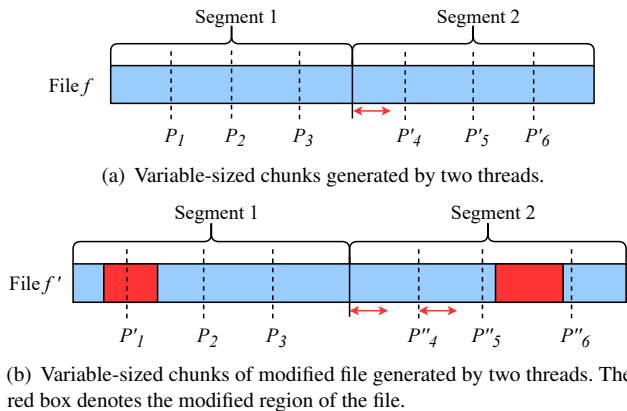 Segment 1 Segment 2
File f
P1 P2 P3 P'4 P'5 P'6
(a) Variable-sized chunks generated by two threads.
Segment 1 Segment 2
File f '
P'1 P2 P3 P''4 P''5 P''6
(b) Variable-sized chunks of modified file generated by two threads. The
red box denotes the modified region of the file.